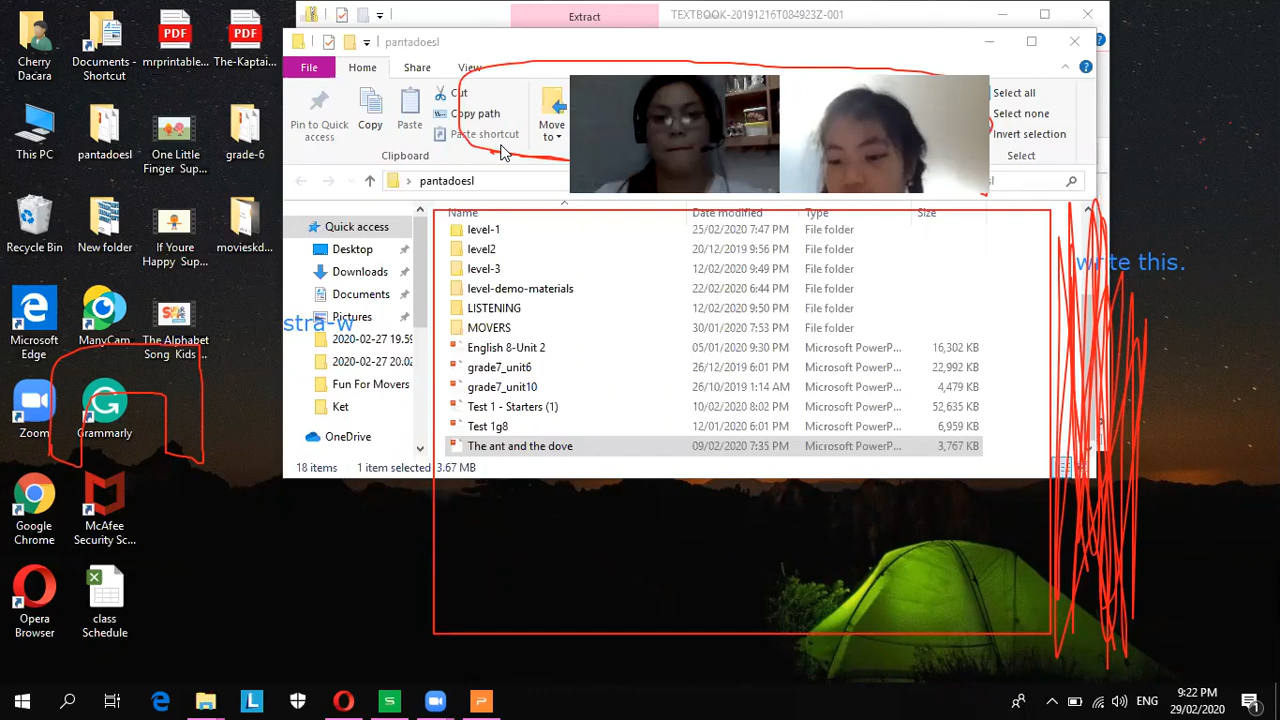 Extract
TEXTBOOK-20191216T084923Z-001
pantadoesl
File
Home
Share
View
Cut
Copy path
Paste shortcut
Pin to Quick access
Copy
Paste
Clipboard
Move to
Select all
Select none
Invert selection
Select
pantadoesl
Quick access
Desktop
Downloads
Documents
Pictures
2020-02-27 19.59
2020-02-27 20.02
Fun For Movers
Ket
OneDrive
Name Date modified Type Size
level-1 25/02/2020 7:47 PM File folder
level2 20/12/2019 9:56 PM File folder
level-3 12/02/2020 9:49 PM File folder
level-demo-materials 22/02/2020 6:44 PM File folder
LISTENING 12/02/2020 9:50 PM File folder
MOVERS 30/01/2020 7:53 PM File folder
English 8-Unit 2 05/01/2020 9:30 PM Microsoft PowerP... 16,302 KB
grade7_unit6 26/12/2019 6:01 PM Microsoft PowerP... 22,992 KB
grade7_unit10 26/10/2019 1:14 AM Microsoft PowerP... 4,479 KB
Test 1 - Starters (1) 10/02/2020 8:02 PM Microsoft PowerP... 52,635 KB
Test 1g8 12/01/2020 6:01 PM Microsoft PowerP... 6,959 KB
The ant and the dove 09/02/2020 7:35 PM Microsoft PowerP... 3,767 KB
18 items 1 item selected 3.67 MB
write this.
stra-w
Cherry Dacara
Documents - Shortcut
PDF
mrprintable...
PDF
The-Kaptai...
This PC
pantadoesl
One Little Finger Sup...
grade-6
Recycle Bin
New folder
If Youre Happy Sup...
movieskd...
Microsoft Edge
ManyCam
The Alphabet Song Kids...
Zoom
Grammarly
Google Chrome
McAfee Security Sc...
Opera Browser
class Schedule
ENG
9:22 PM
29/02/2020